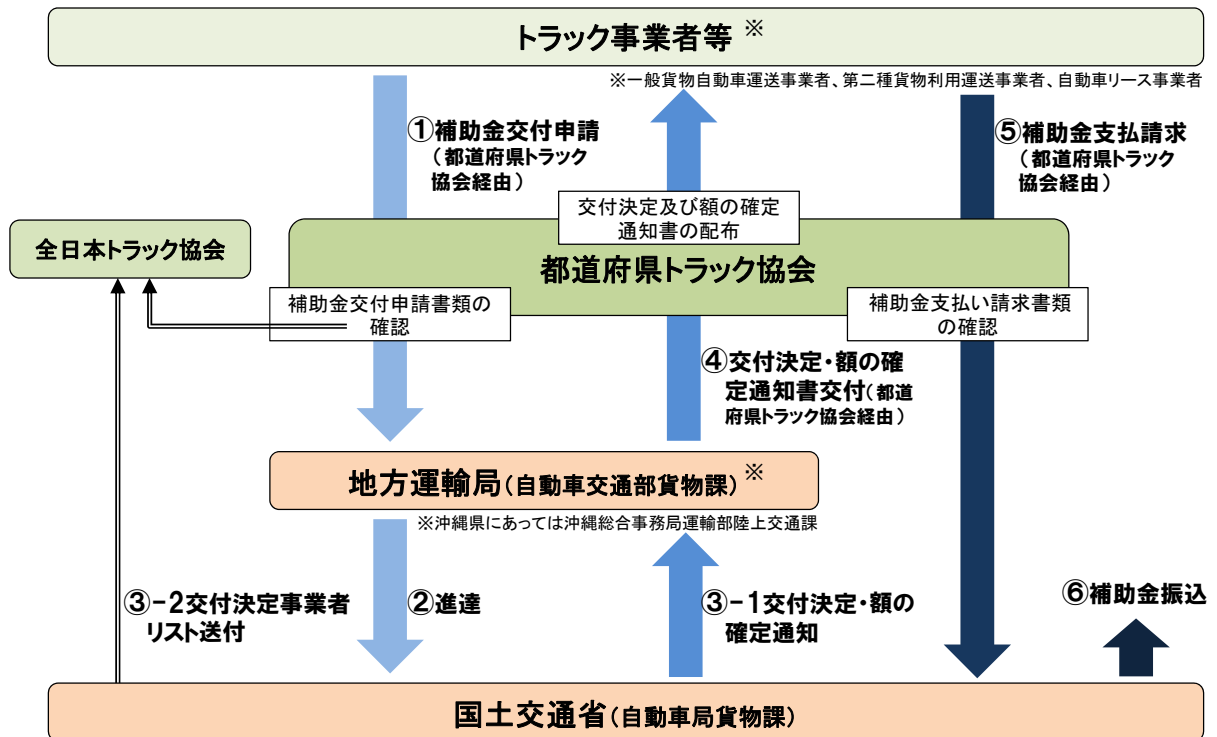 トラック事業者等 ※
※一般貨物自動車運送事業者、第二種貨物利用運送事業者、自動車リース事業者
①補助金交付申請
（都道府県トラック
協会経由）
⑤補助金支払請求
（都道府県トラック
協会経由）
交付決定及び額の確定
通知書の配布
全日本トラック協会
都道府県トラック協会
補助金交付申請書類の
確認
補助金支払い請求書類
の確認
④交付決定・額の確
定通知書交付（都道
府県トラック協会経由）
地方運輸局（自動車交通部貨物課）※
※沖縄県にあっては沖縄総合事務局運輸部陸上交通課
③-2交付決定事業者
リスト送付
②進達
③-1交付決定・額の
確定通知
⑥補助金振込
国土交通省（自動車局貨物課）